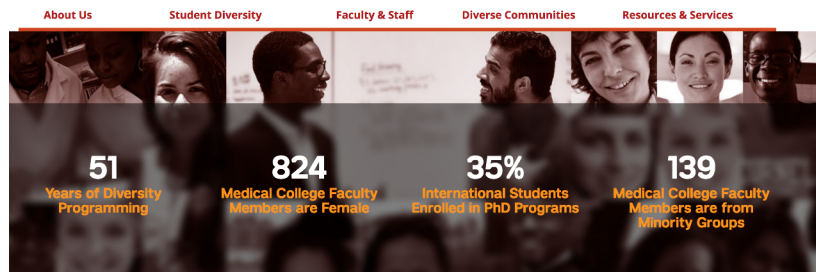 About Us Student Diversity Faculty & Staff Diverse Communities Resources & Services
51
Years of Diversity
Programming
824
Medical College Faculty
Members are Female
35%
International Students
Enrolled in PhD Programs
139
Medical College Faculty
Members are from
Minority Groups